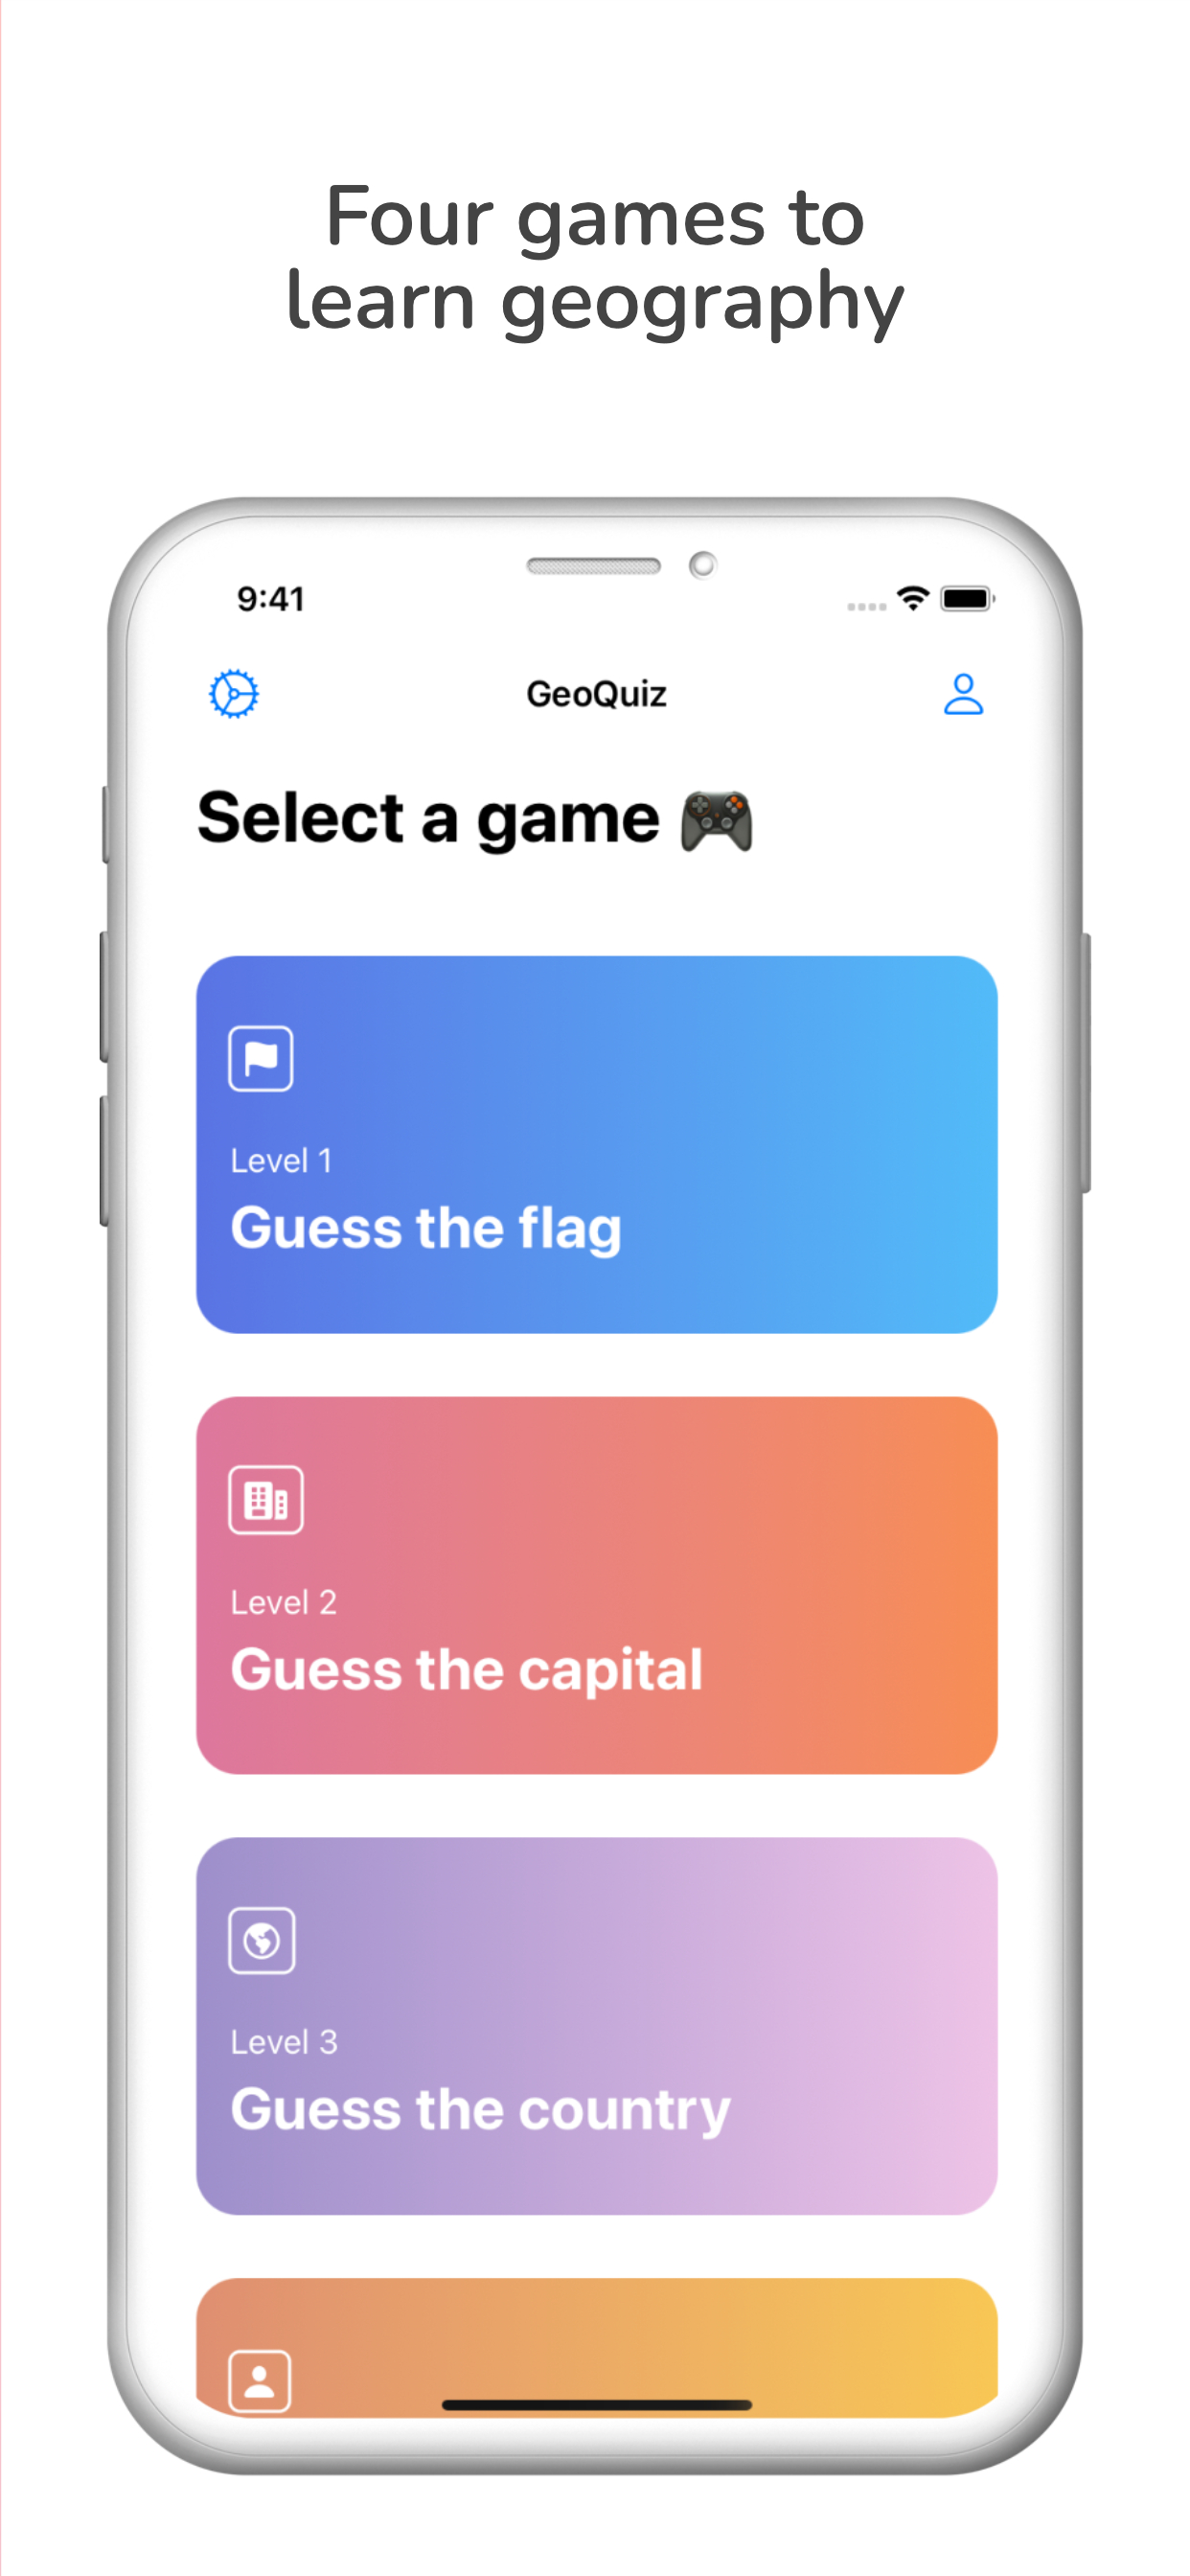 Four games to
learn geography
9:41
GeoQuiz
Select a game 🎮
Level 1
Guess the flag
Level 2
Guess the capital
Level 3
Guess the country